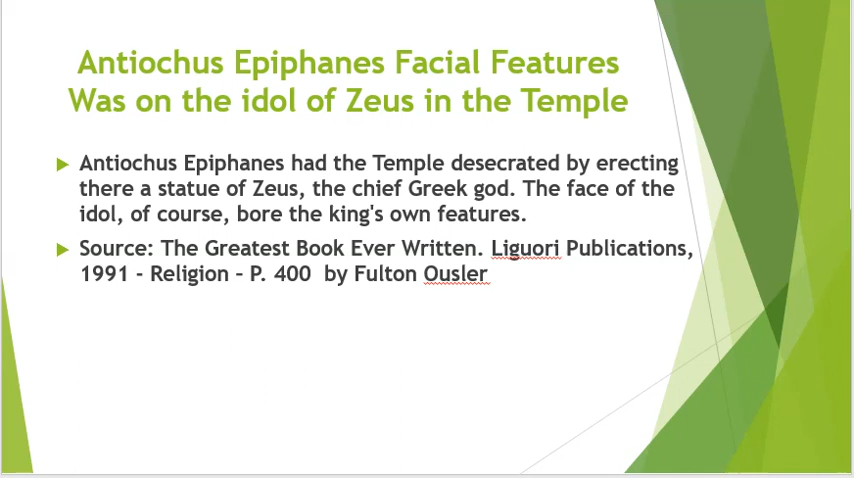 Antiochus Epiphanes Facial Features
Was on the idol of Zeus in the Temple
Antiochus Epiphanes had the Temple desecrated by erecting
there a statue of Zeus, the chief Greek god. The face of the
idol, of course, bore the king's own features.
Source: The Greatest Book Ever Written. Liguori Publications,
1991 - Religion – P. 400 by Fulton Ousler